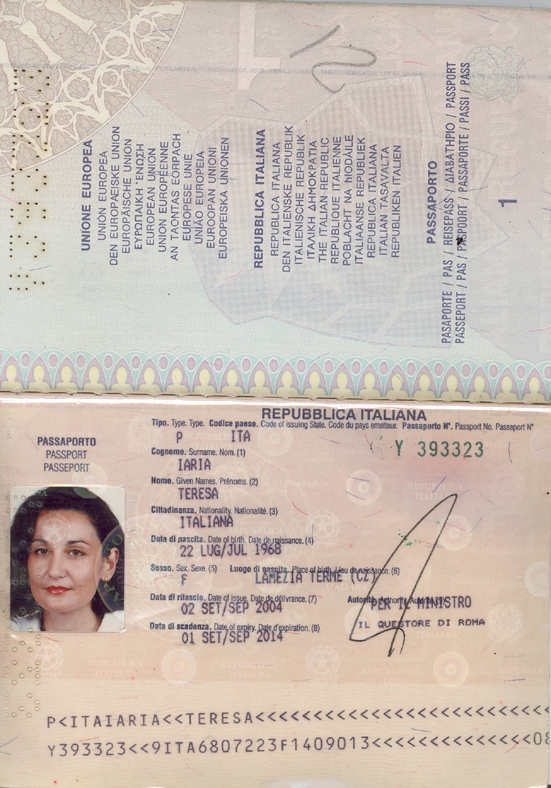 UNIONE EUROPEA
UNION EUROPEA
DEN EUROPÆISKE UNION
EUROPÄISCHE UNION
ΕΥΡΩΠΑΪΚΗ ΕΝΩΣΗ
EUROPEAN UNION
UNION EUROPÉENNE
AN TAONTAS EORPACH
EUROPESE UNIE
UNIÃO EUROPEIA
EUROOPAN UNIONI
EUROPEISKA UNIONEN
REPUBBLICA ITALIANA
REPUBLICA ITALIANA
DEN ITALIENSKE REPUBLIK
ITALIENISCHE REPUBLIK
ΙΤΑΛΙΚΗ ΔΗΜΟΚΡΑΤΙΑ
THE ITALIAN REPUBLIC
REPUBLIQUE ITALIENNE
POBLACHT NA HIODÁILE
ITALIAANSE REPUBLIEK
REPUBLICA ITALIANA
ITALIAN TASAVALTA
REPUBLIKEN ITALIEN
PASSAPORTO
PASAPORTE / PAS / REISEPASS / ΔΙΑΒΑΤΗΡΙΟ / PASSPORT
PASSEPORT / PAS / PASPOORT / PASSAPORTE / PASSI / PASS
1
REPUBBLICA ITALIANA
PASSAPORTO
PASSPORT
PASSEPORT
Tipo. Type. Type. Codice paese. Code of issuing State. Code du pays émetteur. Passaporto N°. Passport No. Passeport N°
P ITA Y 393323
Cognome. Surname. Nom. (1)
IARIA
Nome. Given Names. Prénoms. (2)
TERESA
Cittadinanza. Nationality. Nationalité. (3)
ITALIANA
Data di nascita. Date of birth. Date de naissance. (4)
22 LUG/JUL 1968
Sesso. Sex. Sexe. (5) Luogo di nascita. Place of birth. Lieu de naissance. (6)
F LAMEZIA TERME (CZ)
Data di rilascio. Date of issue. Date de délivrance. (7) Autorità.
02 SET/SEP 2004 PER IL MINISTRO
Data di scadenza. Date of expiry. Date d'expiration. (8) IL QUESTORE DI ROMA
01 SET/SEP 2014
P<ITAIARIA<<TERESA<<<<<<<<<<<<<<<<<<<<<<<
Y393323<<9ITA6807223F1409013<<<<<<<<<<<<<<08